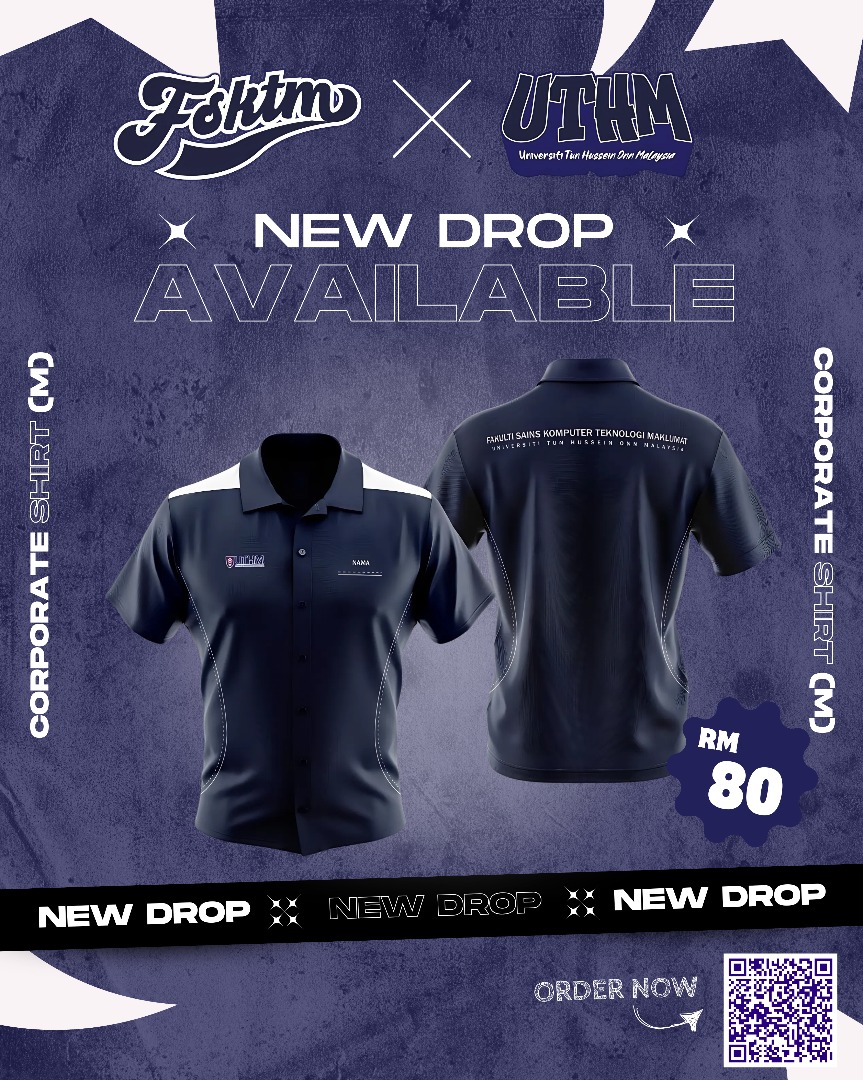 Fsktm
UTHM
Universiti Tun Hussein Onn Malaysia
NEW DROP
AVAILABLE
CORPORATE SHIRT (M)
CORPORATE SHIRT (M)
FAKULTI SAINS KOMPUTER TEKNOLOGI MAKLUMAT
UNIVERSITI TUN HUSSEIN ONN MALAYSIA
UTHM
NAMA
RM
80
NEW DROP NEW DROP NEW DROP
ORDER NOW